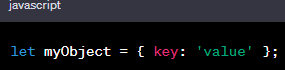 javascript
let myObject = { key: 'value' };